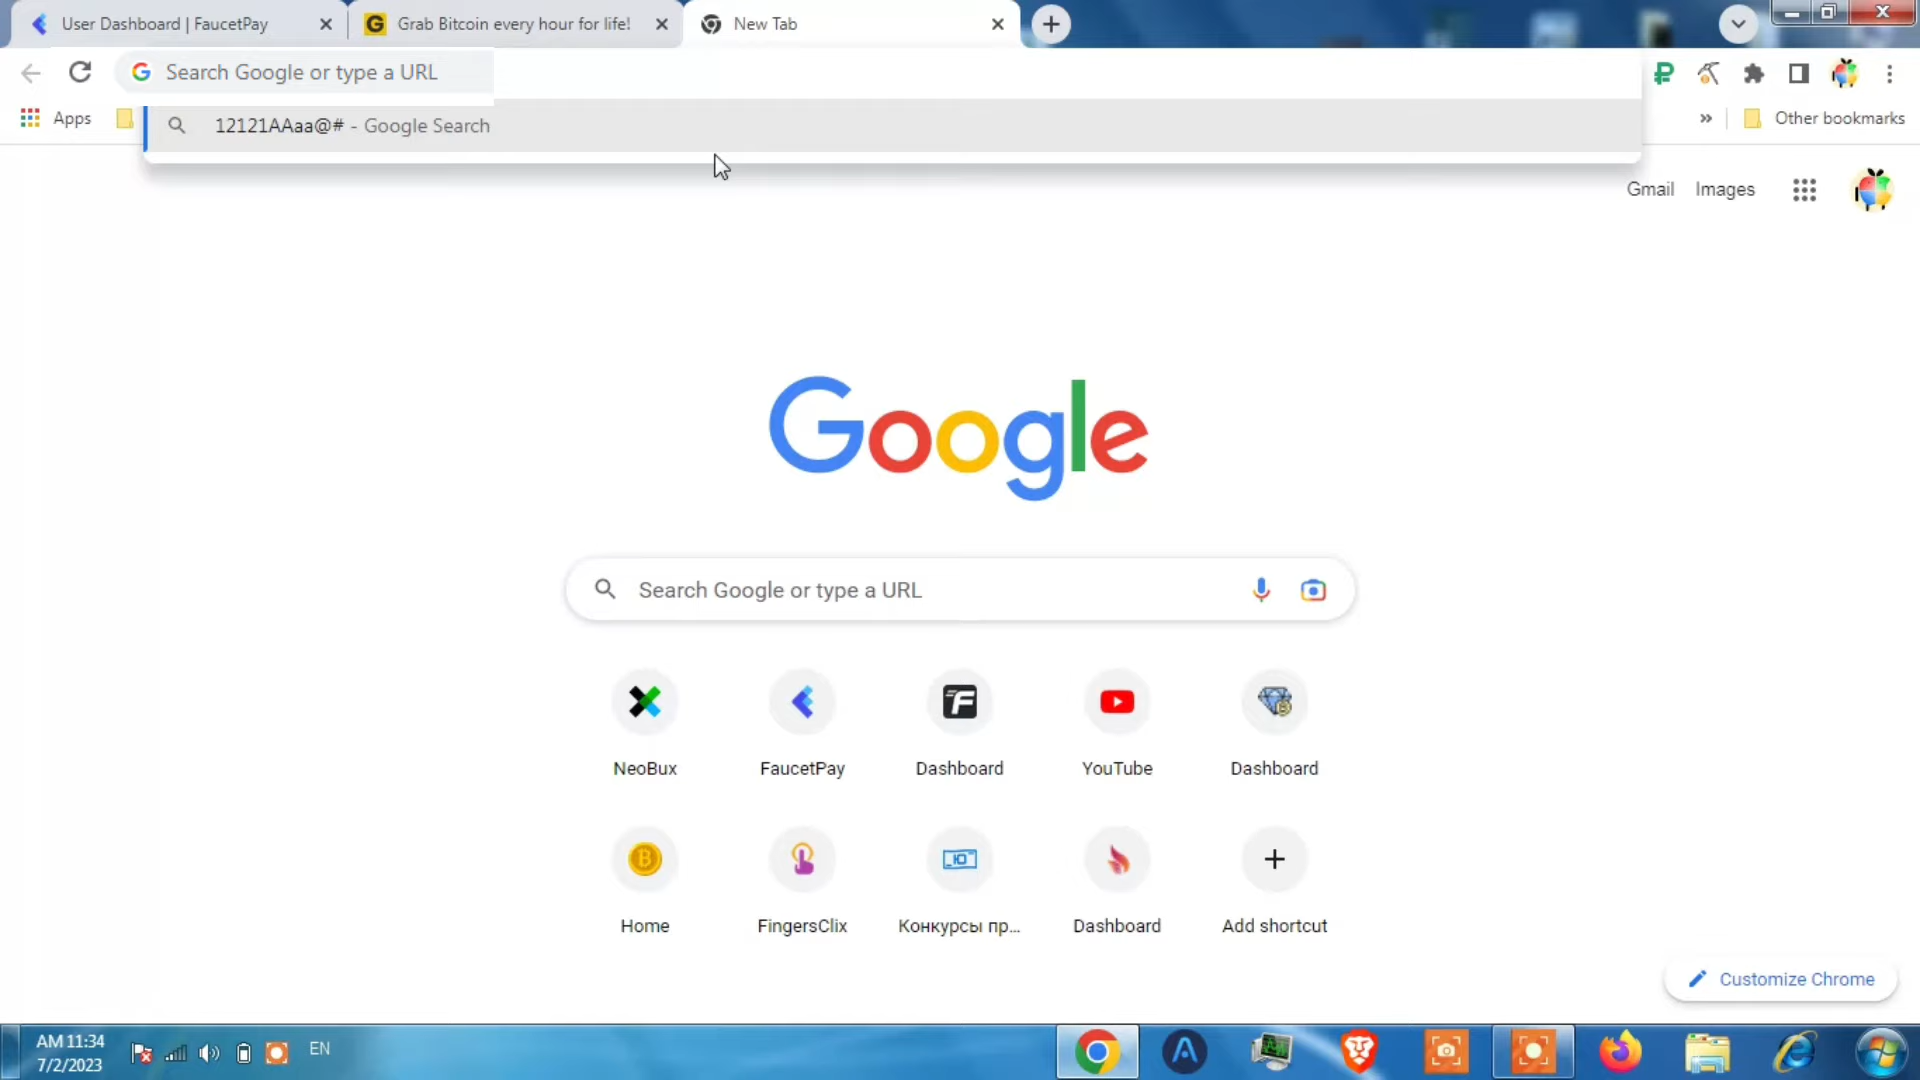 User Dashboard | FaucetPay
Grab Bitcoin every hour for life!
New Tab
Search Google or type a URL
Apps
12121AAaa@# - Google Search
Other bookmarks
Gmail
Images
Google
Search Google or type a URL
NeoBux
FaucetPay
Dashboard
YouTube
Dashboard
Home
FingersClix
Конкурсы пр...
Dashboard
Add shortcut
Customize Chrome
AM 11:34
7/2/2023
EN